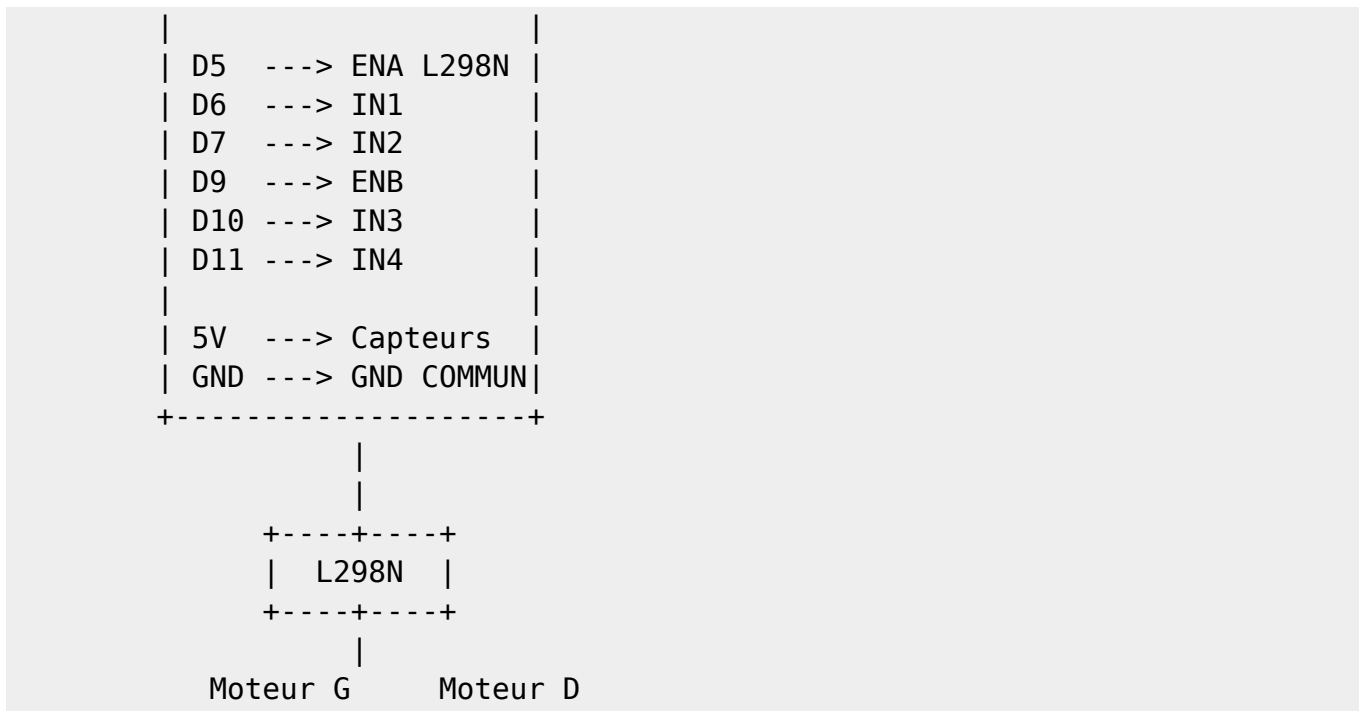 |                     |
| D5  ---> ENA L298N |
| D6  ---> IN1       |
| D7  ---> IN2       |
| D9  ---> ENB       |
| D10 ---> IN3       |
| D11 ---> IN4       |
|                    |
| 5V  ---> Capteurs  |
| GND ---> GND COMMUN|
+--------------------+
|
|
+----+----+
|  L298N  |
+----+----+
|
Moteur G     Moteur D